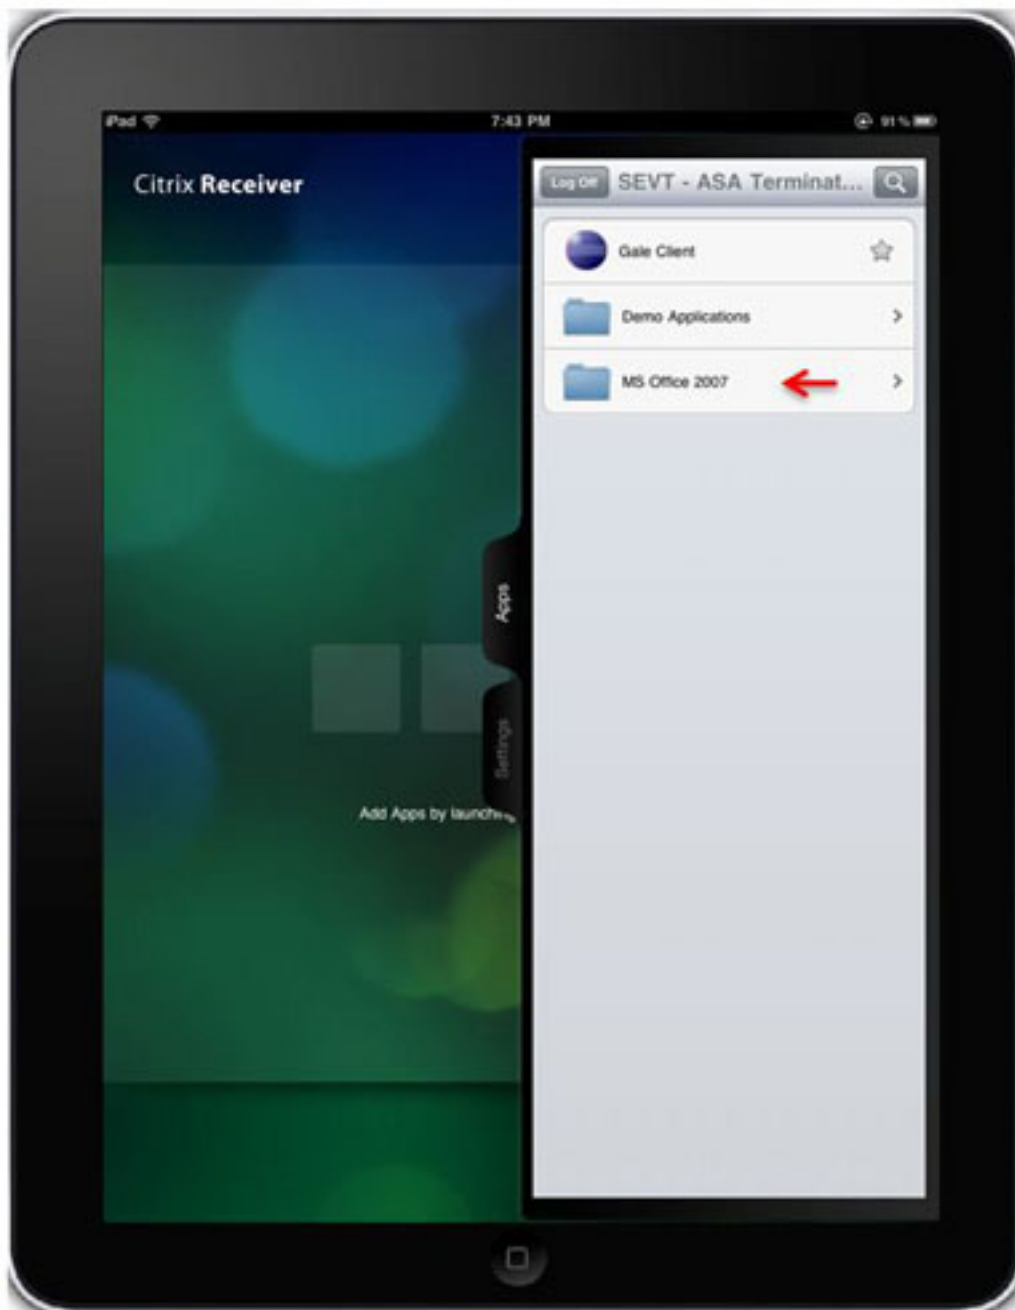 iPad
7:43 PM
91%
Citrix Receiver
Log Off
SEVT - ASA Terminat...
Gale Client
Demo Applications
MS Office 2007
Apps
Settings
Add Apps by launching